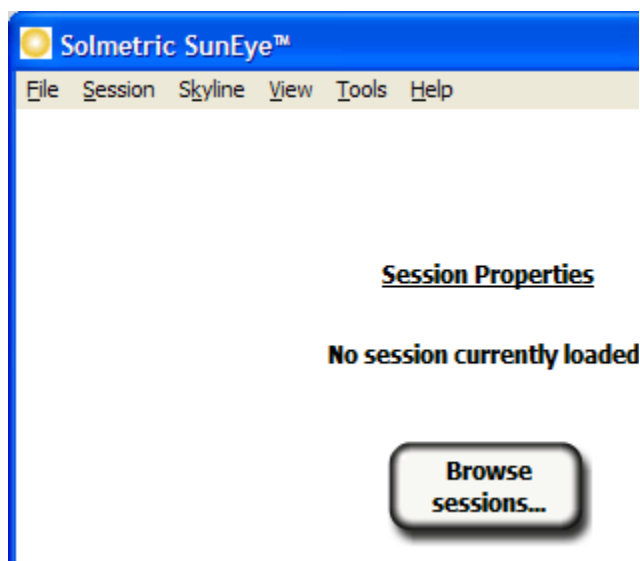 Solmetric SunEye™
File Session Skyline View Tools Help
Session Properties
No session currently loaded
Browse
sessions...